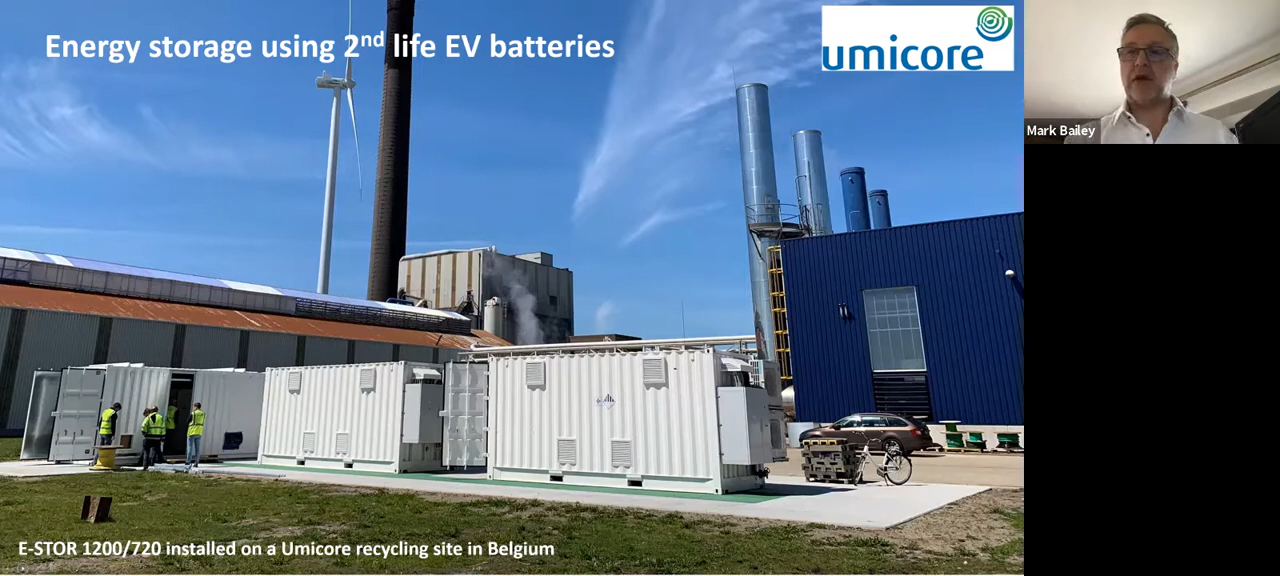 Energy storage using 2nd life EV batteries
umicore
Mark Bailey
E-STOR 1200/720 installed on a Umicore recycling site in Belgium